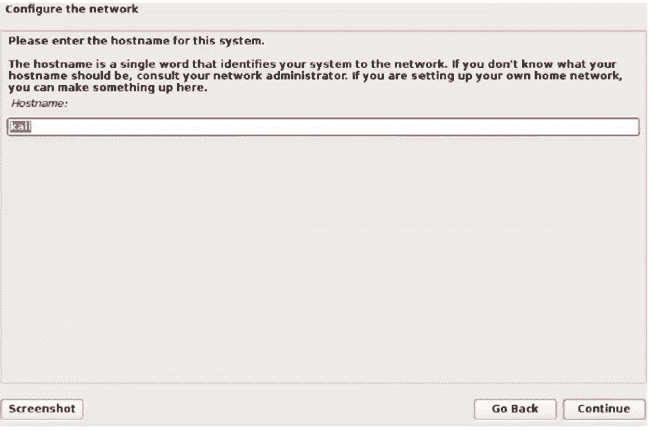 Configure the network
Please enter the hostname for this system.
The hostname is a single word that identifies your system to the network. If you don't know what your
hostname should be, consult your network administrator. If you are setting up your own home network,
you can make something up here.
Hostname:
kali
Screenshot
Go Back
Continue